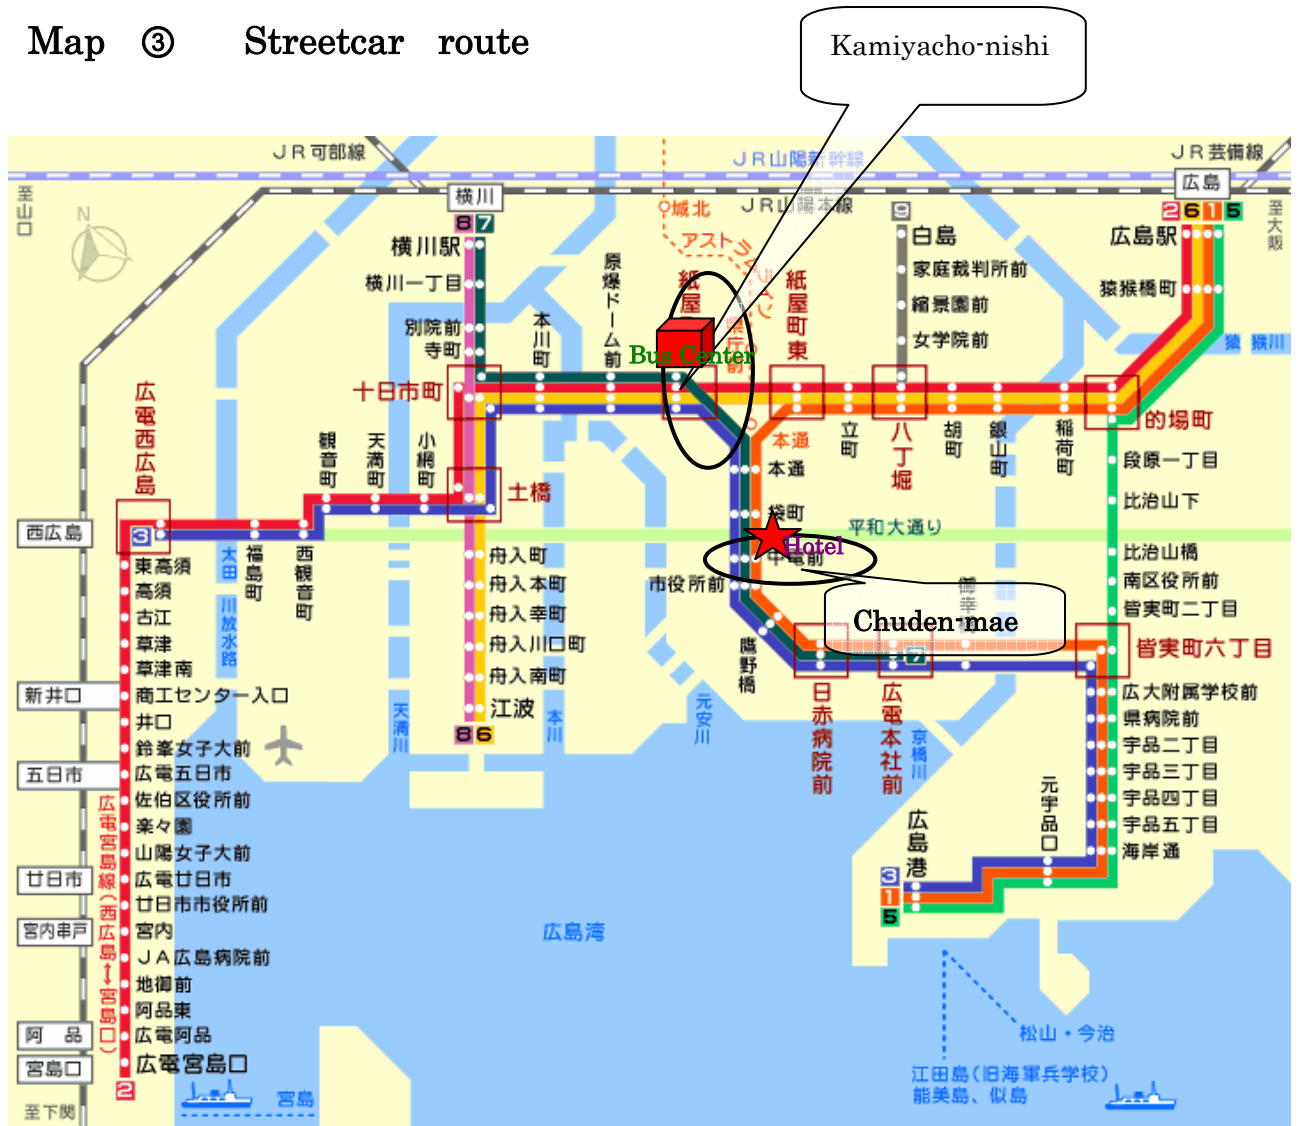 Map ③ Streetcar route
Kamiyacho-nishi
JR可部線
JR山陽新幹線
JR芸備線
至山口
N
横川
広島
JR山陽本線
至大阪
8 7
城北
9
2 6 1 5
横川駅
アストラムライン
白島
広島駅
横川一丁目
原爆ドーム前
紙屋
紙屋町東
家庭裁判所前
猿猴橋町
別院前
本川町
県庁前
縮景園前
寺町
Bus Center
女学院前
猿猴川
十日市町
広電西広島
的場町
観音町
天満町
小網町
本通
立町
八丁堀
胡町
銀山町
稲荷町
本通
段原一丁目
土橋
比治山下
袋町
平和大通り
西広島
3
Hotel
太田川放水路
福島町
西観音町
舟入町
中電前
比治山橋
東高須
高須
舟入本町
市役所前
南区役所前
古江
舟入幸町
Chuden-mae
皆実町二丁目
草津
舟入川口町
鷹野橋
7
皆実町六丁目
草津南
舟入南町
新井口
商工センター入口
江波
天満川
本川
元安川
日赤病院前
広電本社前
京橋川
広大附属学校前
井口
8 6
県病院前
鈴峯女子大前
宇品二丁目
五日市
広電五日市
宇品三丁目
佐伯区役所前
元宇品口
宇品四丁目
楽々園
広島港
宇品五丁目
山陽女子大前
海岸通
広電宮島線(西広島↔宮島口)
廿日市
広電廿日市
3
1
5
廿日市市役所前
宮内串戸
宮内
広島湾
JA広島病院前
地御前
阿品東
阿品
広電阿品
松山・今治
宮島口
広電宮島口
江田島(旧海軍兵学校)
能美島、似島
2
宮島
至下関